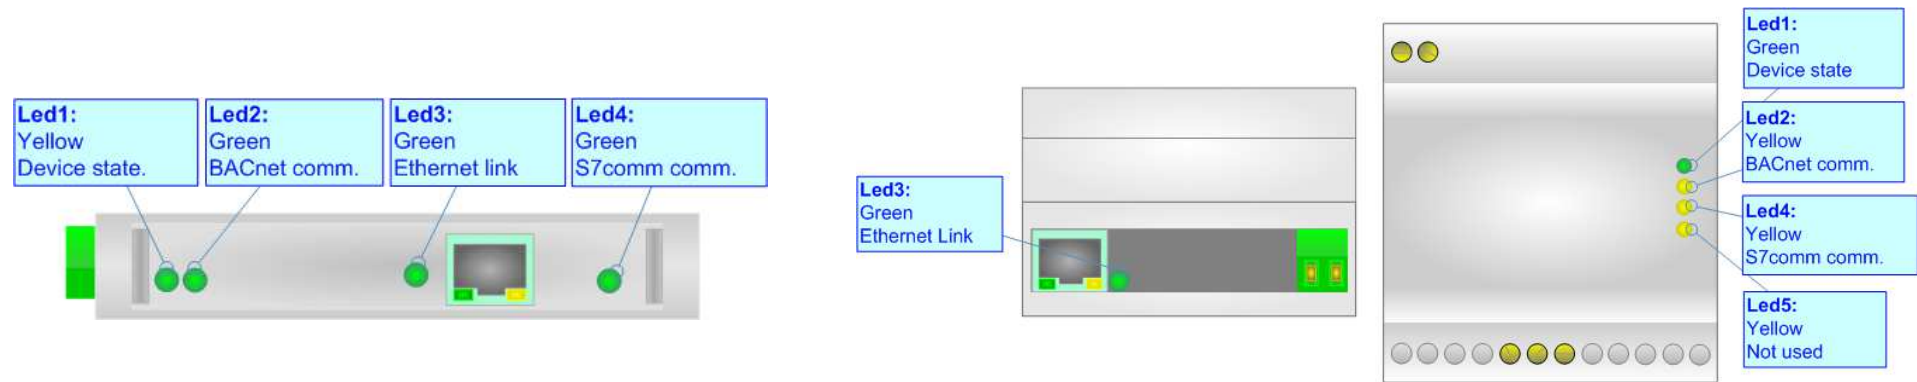 Led1:
Yellow
Device state.
Led2:
Green
BACnet comm.
Led3:
Green
Ethernet link
Led4:
Green
S7comm comm.
Led3:
Green
Ethernet Link
Led1:
Green
Device state
Led2:
Yellow
BACnet comm.
Led4:
Yellow
S7comm comm.
Led5:
Yellow
Not used